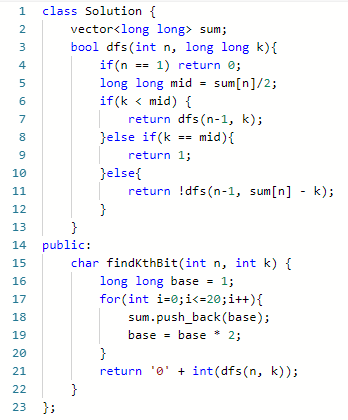 1 class Solution {
2     vector<long long> sum;
3     bool dfs(int n, long long k){
4         if(n == 1) return 0;
5         long long mid = sum[n]/2;
6         if(k < mid) {
7             return dfs(n-1, k);
8         }else if(k == mid){
9             return 1;
10         }else{
11             return !dfs(n-1, sum[n] - k);
12         }
13     }
14 public:
15     char findKthBit(int n, int k) {
16         long long base = 1;
17         for(int i=0;i<=20;i++){
18             sum.push_back(base);
19             base = base * 2;
20         }
21         return '0' + int(dfs(n, k));
22     }
23 };